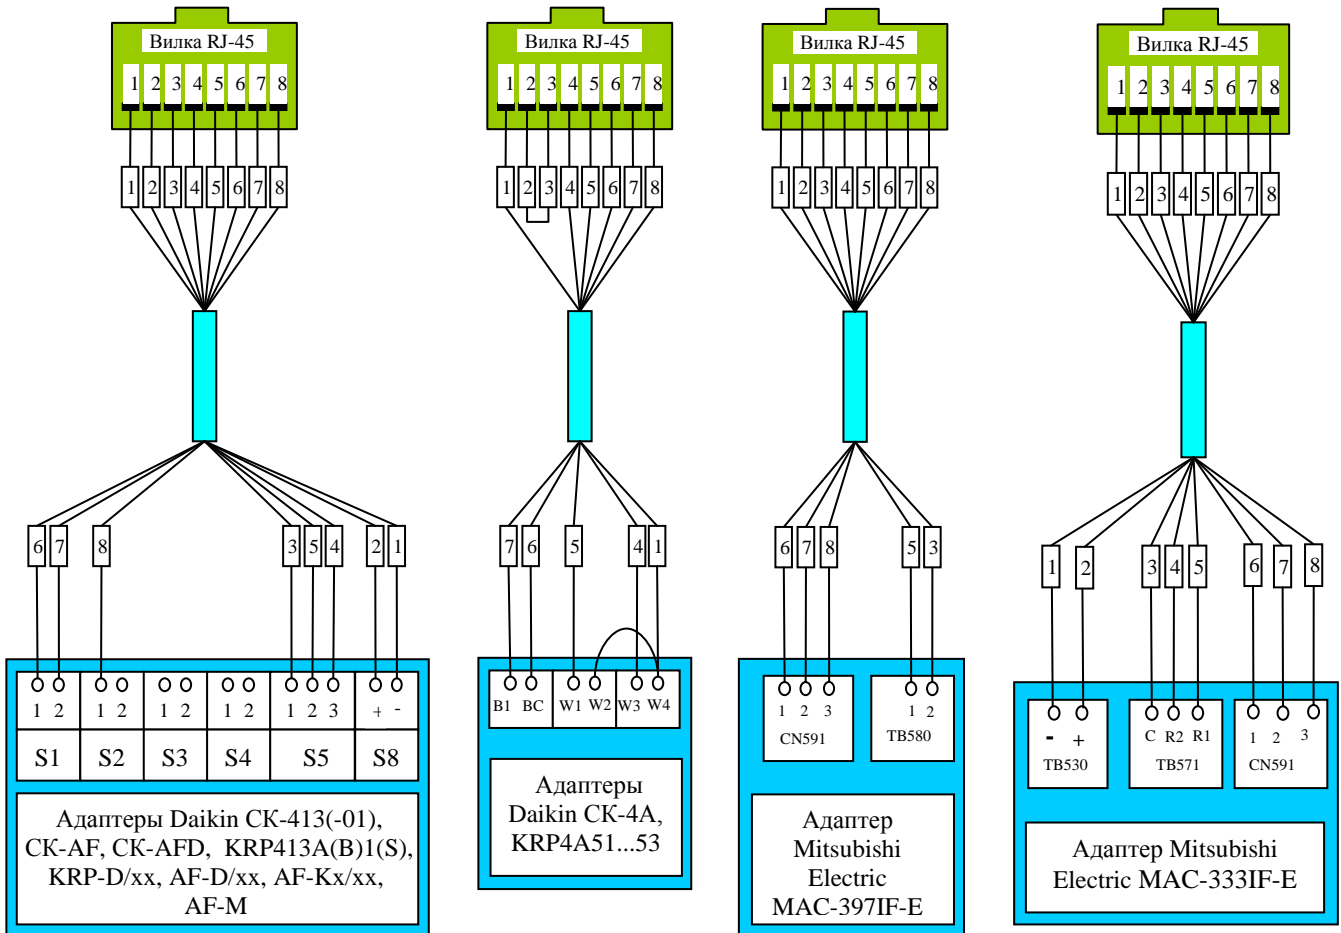 Вилка RJ-45
1 2 3 4 5 6 7 8
1 2 3 4 5 6 7 8
6 7 8 3 5 4 2 1
1 2 1 2 1 2 1 2 1 2 3 + -
S1 S2 S3 S4 S5 S8
Адаптеры Daikin СК-413(-01),
CK-AF, CK-AFD, KRP413A(B)1(S),
KRP-D/xx, AF-D/xx, AF-Kx/xx,
AF-M
Вилка RJ-45
1 2 3 4 5 6 7 8
1 2 3 4 5 6 7 8
7 6 5 4 1
B1 BC W1 W2 W3 W4
Адаптеры
Daikin СК-4А,
KRP4A51...53
Вилка RJ-45
1 2 3 4 5 6 7 8
1 2 3 4 5 6 7 8
6 7 8 5 3
1 2 3
CN591
1 2
TB580
Адаптер
Mitsubishi
Electric
MAC-397IF-E
Вилка RJ-45
1 2 3 4 5 6 7 8
1 2 3 4 5 6 7 8
1 2 3 4 5 6 7 8
- +
TB530
C R2 R1
TB571
1 2 3
CN591
Адаптер Mitsubishi
Electric MAC-333IF-E